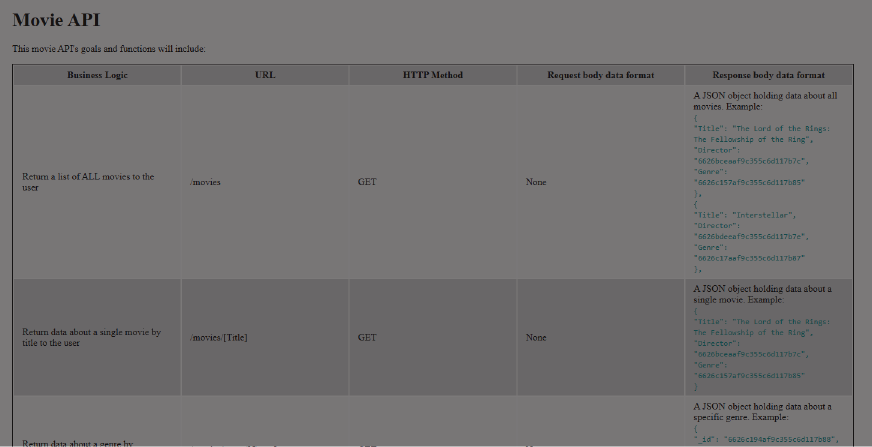 Movie API
This movie API's goals and functions will include:
Business Logic URL HTTP Method Request body data format Response body data format
Return a list of ALL movies to the
user
/movies
GET
None
A JSON object holding data about all
movies. Example:
{
"Title": "The Lord of the Rings:
The Fellowship of the Ring",
"Director":
"6626bceeaf9c355c6d117b7c",
"Genre":
"6626c157af9c355c6d117b85"
},
{
"Title": "Interstellar",
"Director":
"6626bdeeaf9c355c6d117b7e",
"Genre":
"6626c17aaf9c355c6d117b87"
},
Return data about a single movie by
title to the user
/movies/[Title]
GET
None
A JSON object holding data about a
single movie. Example:
{
"Title": "The Lord of the Rings:
The Fellowship of the Ring",
"Director":
"6626bceeaf9c355c6d117b7c",
"Genre":
"6626c157af9c355c6d117b85"
}
Return data about a genre by
A JSON object holding data about a
specific genre. Example:
{
"_id": "6626c194af9c355c6d117b88",